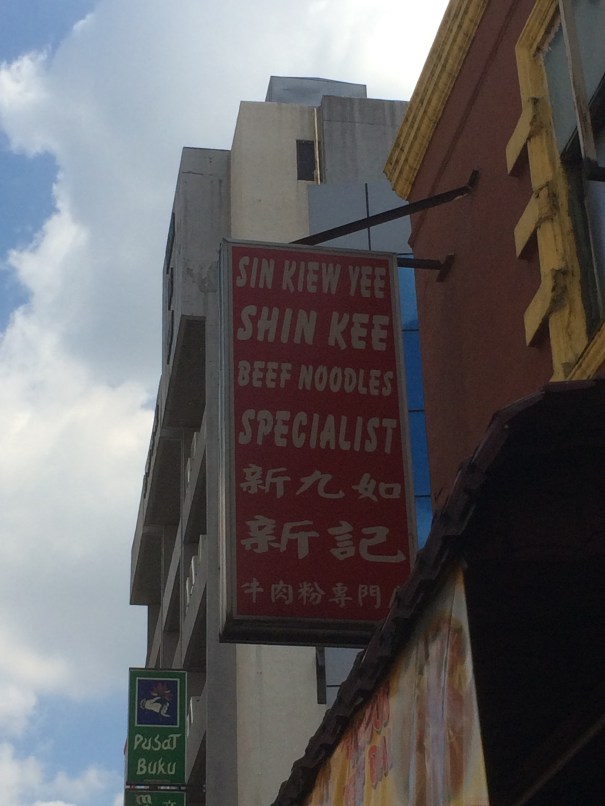 SIN KIEW YEE
SHIN KEE
BEEF NOODLES
SPECIALIST
新九如
新記
牛肉粉専門
PUSAT
BUKU